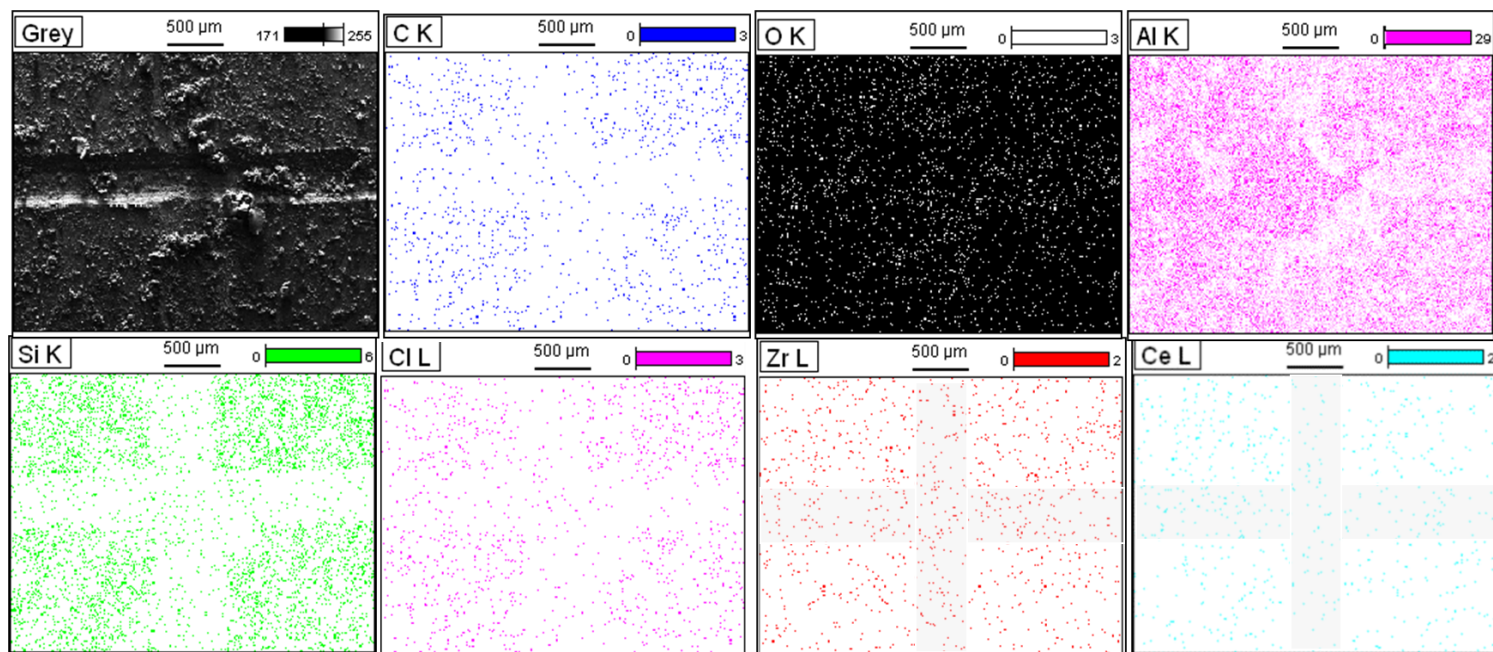 Grey 500 µm 171 255
C K 500 µm 0 3
O K 500 µm 0 3
Al K 500 µm 0 29
Si K 500 µm 0 6
Cl L 500 µm 0 3
Zr L 500 µm 0 2
Ce L 500 µm 0 2